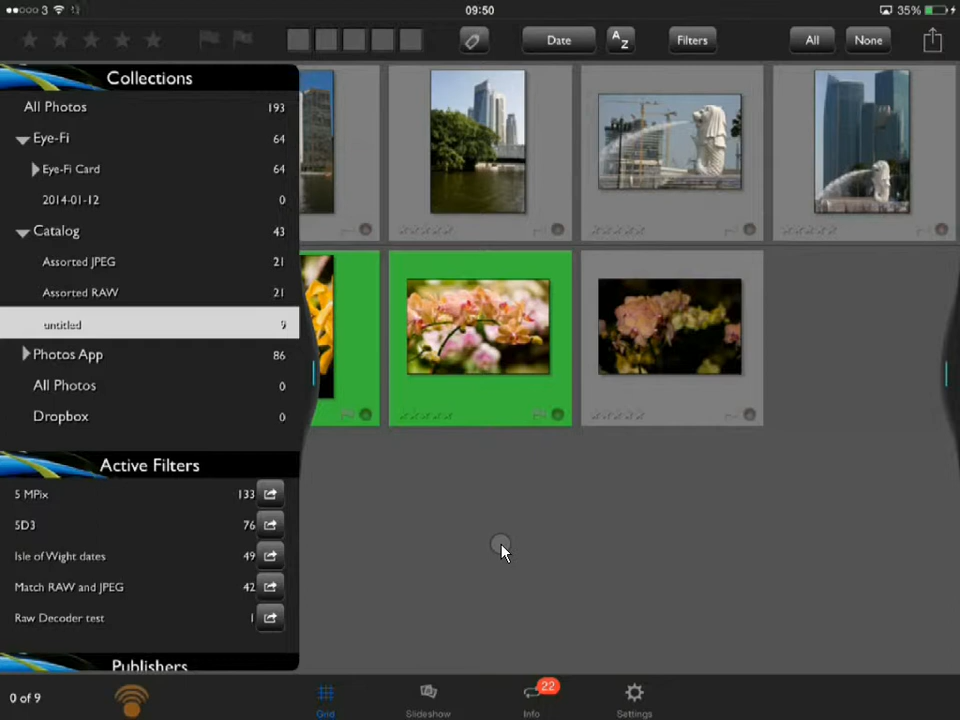 3 09:50 35%
Date A Z Filters All None
Collections
All Photos 193
Eye-Fi 64
Eye-Fi Card 64
2014-01-12 0
Catalog 43
Assorted JPEG 21
Assorted RAW 21
untitled 9
Photos App 86
All Photos 0
Dropbox 0
Active Filters
5 MPix 133
5D3 76
Isle of Wight dates 49
Match RAW and JPEG 42
Raw Decoder test 1
Publishers
0 of 9
Grid Slideshow Info 22 Settings